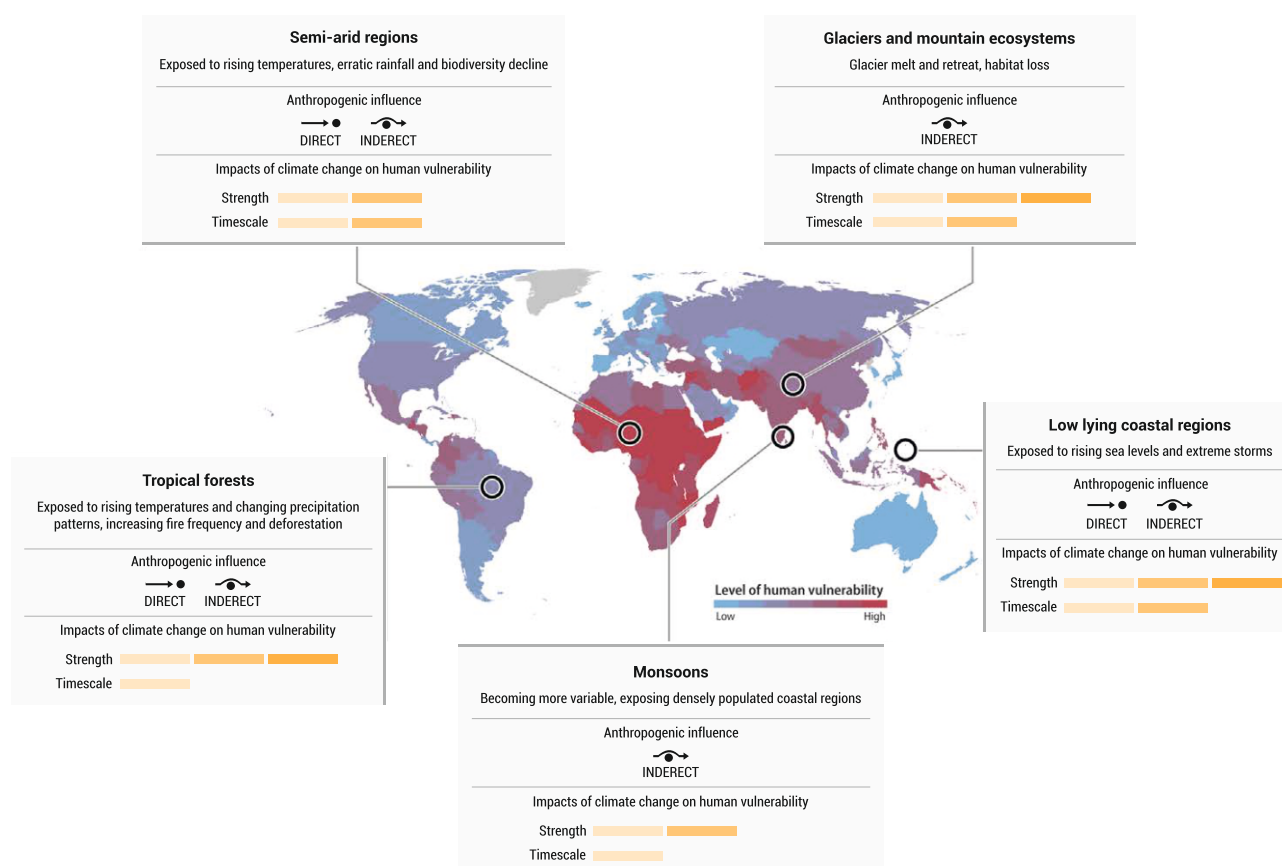 Semi-arid regions
Exposed to rising temperatures, erratic rainfall and biodiversity decline
Anthropogenic influence
DIRECT INDERECT
Impacts of climate change on human vulnerability
Strength
Timescale
Glaciers and mountain ecosystems
Glacier melt and retreat, habitat loss
Anthropogenic influence
INDERECT
Impacts of climate change on human vulnerability
Strength
Timescale
Low lying coastal regions
Exposed to rising sea levels and extreme storms
Anthropogenic influence
DIRECT INDERECT
Impacts of climate change on human vulnerability
Strength
Timescale
Tropical forests
Exposed to rising temperatures and changing precipitation
patterns, increasing fire frequency and deforestation
Anthropogenic influence
DIRECT INDERECT
Impacts of climate change on human vulnerability
Strength
Timescale
Level of human vulnerability
Low High
Monsoons
Becoming more variable, exposing densely populated coastal regions
Anthropogenic influence
INDERECT
Impacts of climate change on human vulnerability
Strength
Timescale